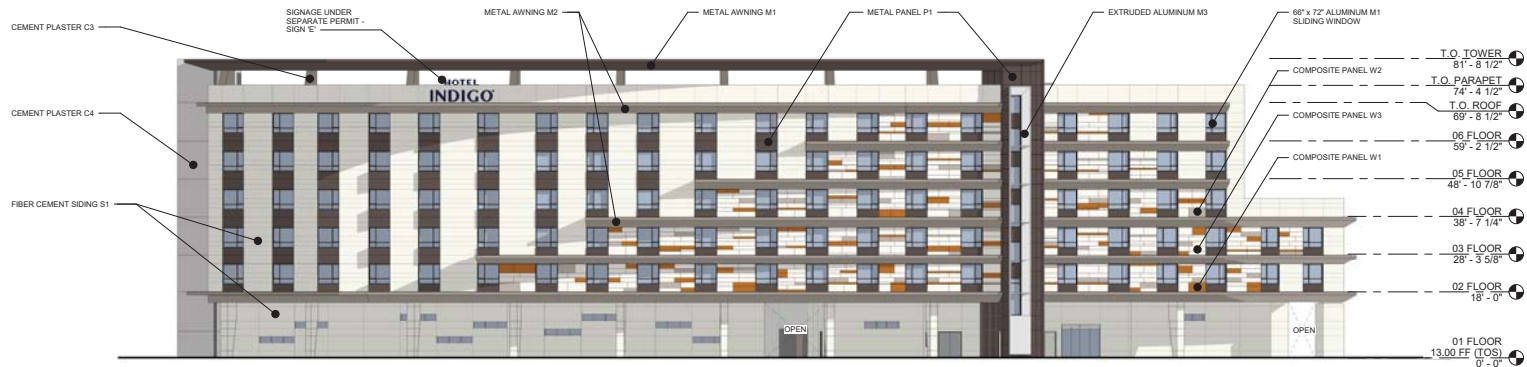 CEMENT PLASTER C3
SIGNAGE UNDER
SEPARATE PERMIT -
SIGN 'E'
METAL AWNING M2
METAL AWNING M1
METAL PANEL P1
EXTRUDED ALUMINUM M3
66" x 72" ALUMINUM M1
SLIDING WINDOW
CEMENT PLASTER C4
FIBER CEMENT SIDING S1
HOTEL
INDIGO
COMPOSITE PANEL W2
COMPOSITE PANEL W3
COMPOSITE PANEL W1
T.O. TOWER
81' - 8 1/2"
T.O. PARAPET
74' - 4 1/2"
T.O. ROOF
69' - 8 1/2"
06 FLOOR
59' - 2 1/2"
05 FLOOR
48' - 10 7/8"
04 FLOOR
38' - 7 1/4"
03 FLOOR
28' - 3 5/8"
02 FLOOR
18' - 0"
OPEN
OPEN
01 FLOOR
13.00 FF (TOS)
0' - 0"